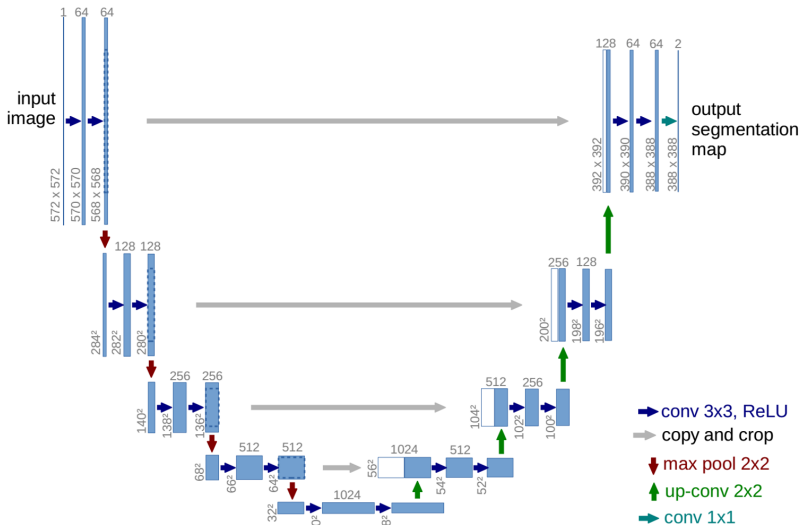 1 64 64
128 64 64 2
input
image
output
segmentation
map
572 x 572
570 x 570
568 x 568
392 x 392
390 x 390
388 x 388
388 x 388
128 128
256 128
284²
282²
280²
200²
198²
196²
256 256
512 256
140²
138²
136²
104²
102²
100²
512 512
1024 512
68²
66²
64²
56²
54²
52²
1024
32²
conv 3x3, ReLU
copy and crop
max pool 2x2
up-conv 2x2
conv 1x1